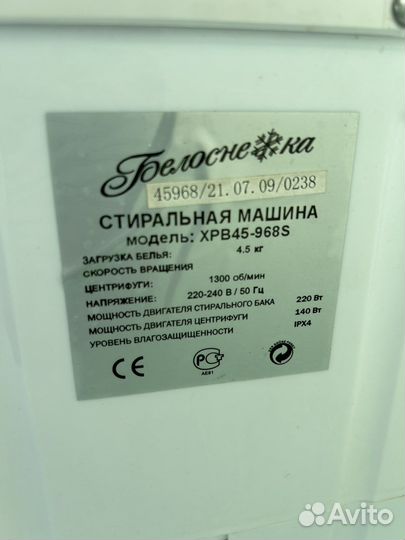 Белоснежка
45968/21.07.09/0238
СТИРАЛЬНАЯ МАШИНА
МОДЕЛЬ: XPB45-968S
ЗАГРУЗКА БЕЛЬЯ: 4.5 кг
СКОРОСТЬ ВРАЩЕНИЯ
ЦЕНТРИФУГИ: 1300 об/мин
НАПРЯЖЕНИЕ: 220-240 В / 50 Гц
МОЩНОСТЬ ДВИГАТЕЛЯ СТИРАЛЬНОГО БАКА 220 Вт
МОЩНОСТЬ ДВИГАТЕЛЯ ЦЕНТРИФУГИ 140 Вт
УРОВЕНЬ ВЛАГОЗАЩИЩЕННОСТИ IPX4
CE
АЕ81
Avito